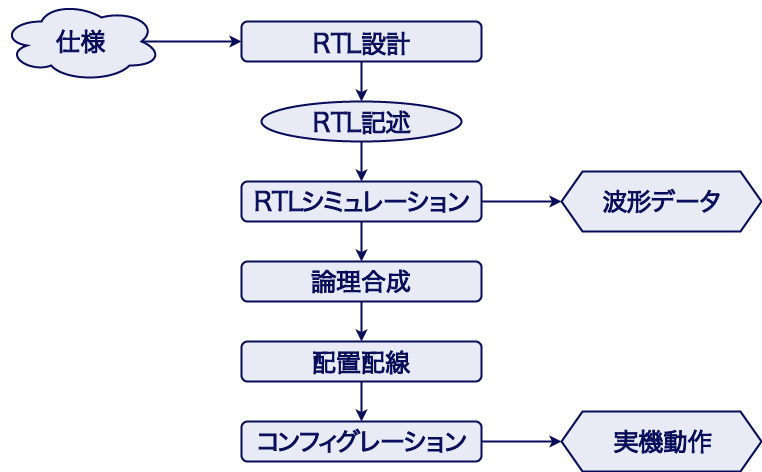 仕様
RTL設計
RTL記述
RTLシミュレーション
波形データ
論理合成
配置配線
コンフィグレーション
実機動作